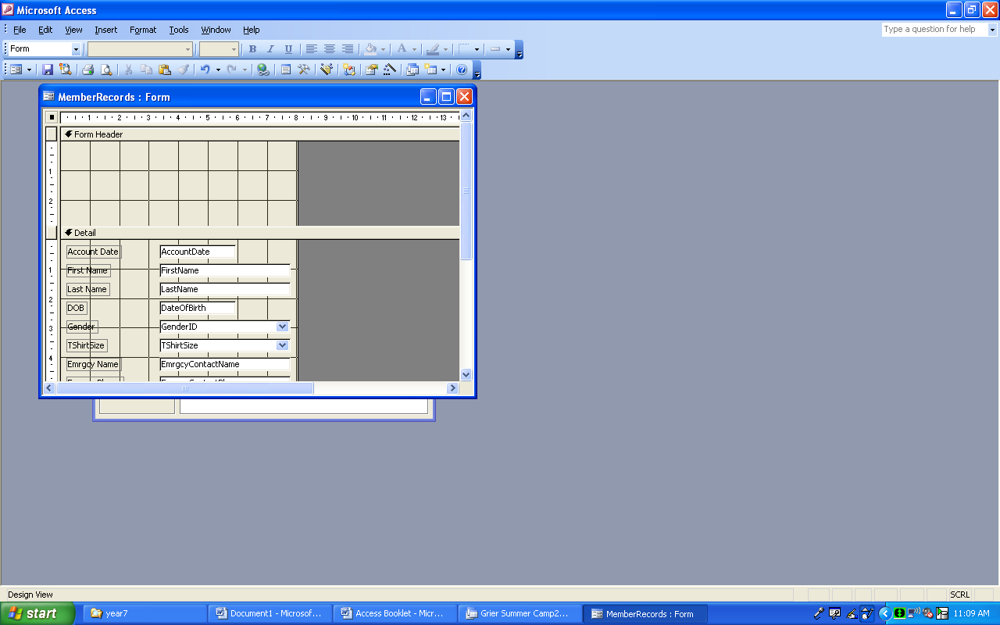 Microsoft Access
File Edit View Insert Format Tools Window Help
Type a question for help
Form
B I U A
MemberRecords : Form
1 2 3 4 5 6 7 8 9 10 11 12 13
Form Header
1
2
Detail
Account Date AccountDate
1
First Name FirstName
Last Name LastName
2
DOB DateOfBirth
3
Gender GenderID
TShirtSize TShirtSize
4
Emrgcy Name EmrgcyContactName
Design View
SCRL
start
year7
Document1 - Microsof...
Access Booklet - Micr...
Grier Summer Camp2...
MemberRecords : Form
11:09 AM